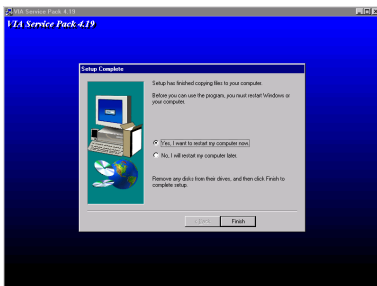 VIA Service Pack 4.19
VIA Service Pack 4.19
Setup Complete
Setup has finished copying files to your computer.
Before you can use the program, you must restart Windows or
your computer.
Yes, I want to restart my computer now.
No, I will restart my computer later.
Remove any disks from their drives, and then click Finish to
complete setup.
Finish